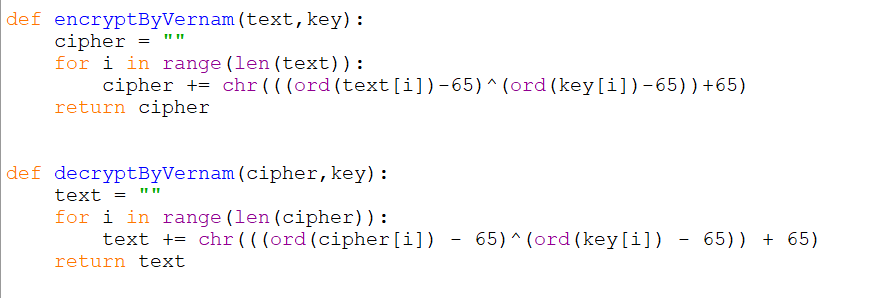 def encryptByVernam(text,key):
    cipher = ""
    for i in range(len(text)):
        cipher += chr(((ord(text[i])-65)^(ord(key[i])-65))+65)
    return cipher
def decryptByVernam(cipher,key):
    text = ""
    for i in range(len(cipher)):
        text += chr(((ord(cipher[i]) - 65)^(ord(key[i]) - 65)) + 65)
    return text